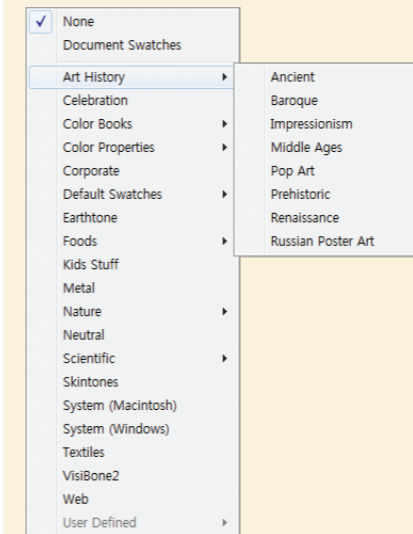 None
Document Swatches
Art History
Celebration
Color Books
Color Properties
Corporate
Default Swatches
Earthtone
Foods
Kids Stuff
Metal
Nature
Neutral
Scientific
Skintones
System (Macintosh)
System (Windows)
Textiles
VisiBone2
Web
User Defined
Ancient
Baroque
Impressionism
Middle Ages
Pop Art
Prehistoric
Renaissance
Russian Poster Art